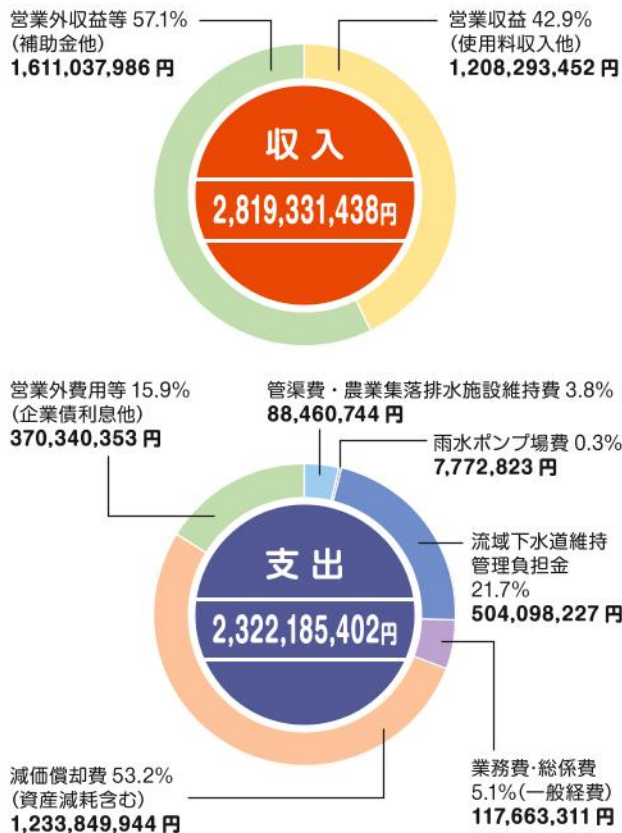 営業外収益等 57.1%
(補助金他)
1,611,037,986 円
営業収益 42.9%
(使用料収入他)
1,208,293,452 円
収入
2,819,331,438円
営業外費用等 15.9%
(企業債利息他)
370,340,353 円
管渠費・農業集落排水施設維持費 3.8%
88,460,744 円
雨水ポンプ場費 0.3%
7,772,823 円
流域下水道維持
管理負担金
21.7%
504,098,227 円
支出
2,322,185,402円
減価償却費 53.2%
(資産減耗含む)
1,233,849,944 円
業務費・総係費
5.1%(一般経費)
117,663,311 円